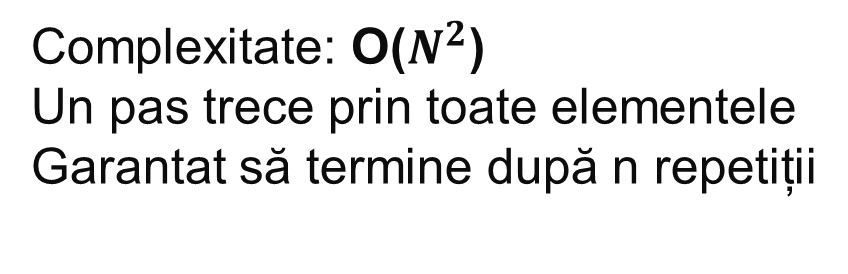 Complexitate: O(N²)
Un pas trece prin toate elementele
Garantat să termine după n repetiții